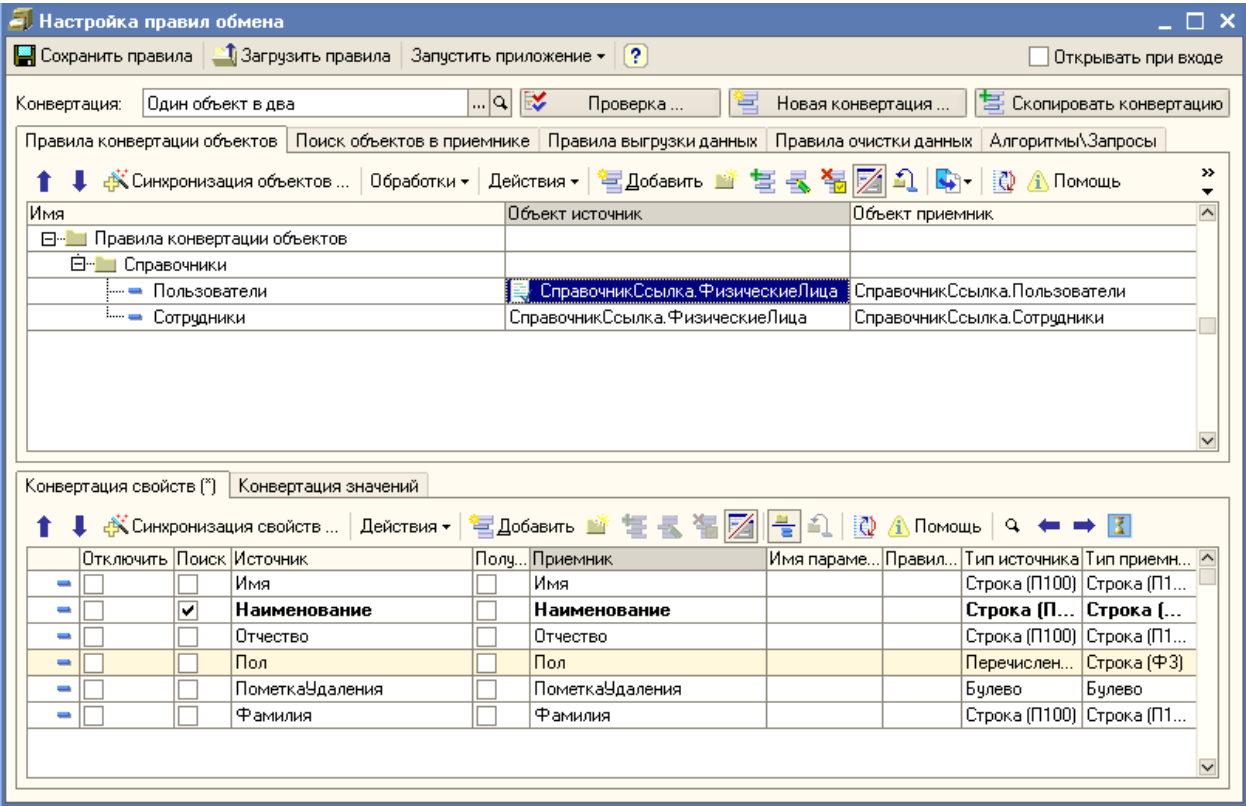 Настройка правил обмена
Сохранить правила Загрузить правила Запустить приложение ? Открывать при входе
Конвертация: Один объект в два ... Проверка ... Новая конвертация ... Скопировать конвертацию
Правила конвертации объектов Поиск объектов в приемнике Правила выгрузки данных Правила очистки данных Алгоритмы\Запросы
Синхронизация объектов ... Обработки Действия Добавить Помощь »
Имя Объект источник Объект приемник
Правила конвертации объектов
Справочники
Пользователи СправочникСсылка.ФизическиеЛица СправочникСсылка.Пользователи
Сотрудники СправочникСсылка.ФизическиеЛица СправочникСсылка.Сотрудники
Конвертация свойств (*) Конвертация значений
Синхронизация свойств ... Действия Добавить Помощь
Отключить Поиск Источник Полу... Приемник Имя параме... Правил... Тип источника Тип приемн...
Имя Имя Строка (П100) Строка (П1...
Наименование Наименование Строка (П... Строка (...
Отчество Отчество Строка (П100) Строка (П1...
Пол Пол Перечислен... Строка (Ф3)
ПометкаУдаления ПометкаУдаления Булево Булево
Фамилия Фамилия Строка (П100) Строка (П1...